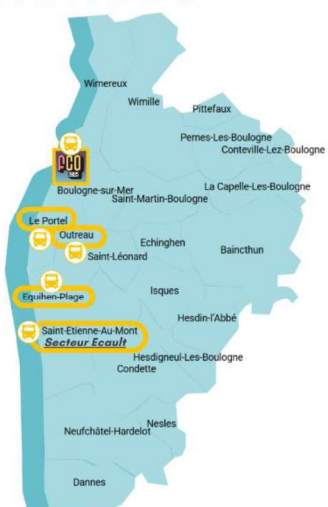 Wimereux
Wimille
Pittefaux
Pernes-Les-Boulogne
Conteville-Lez-Boulogne
Boulogne-sur-Mer
La Capelle-Les-Boulogne
Saint-Martin-Boulogne
Le Portel
Outreau
Echinghen
Baincthun
Saint-Léonard
Isques
Equihen-Plage
Hesdin-l'Abbé
Saint-Etienne-Au-Mont
Secteur Ecault
Hesdigneul-Les-Boulogne
Condette
Nesles
Neufchâtel-Hardelot
Dannes